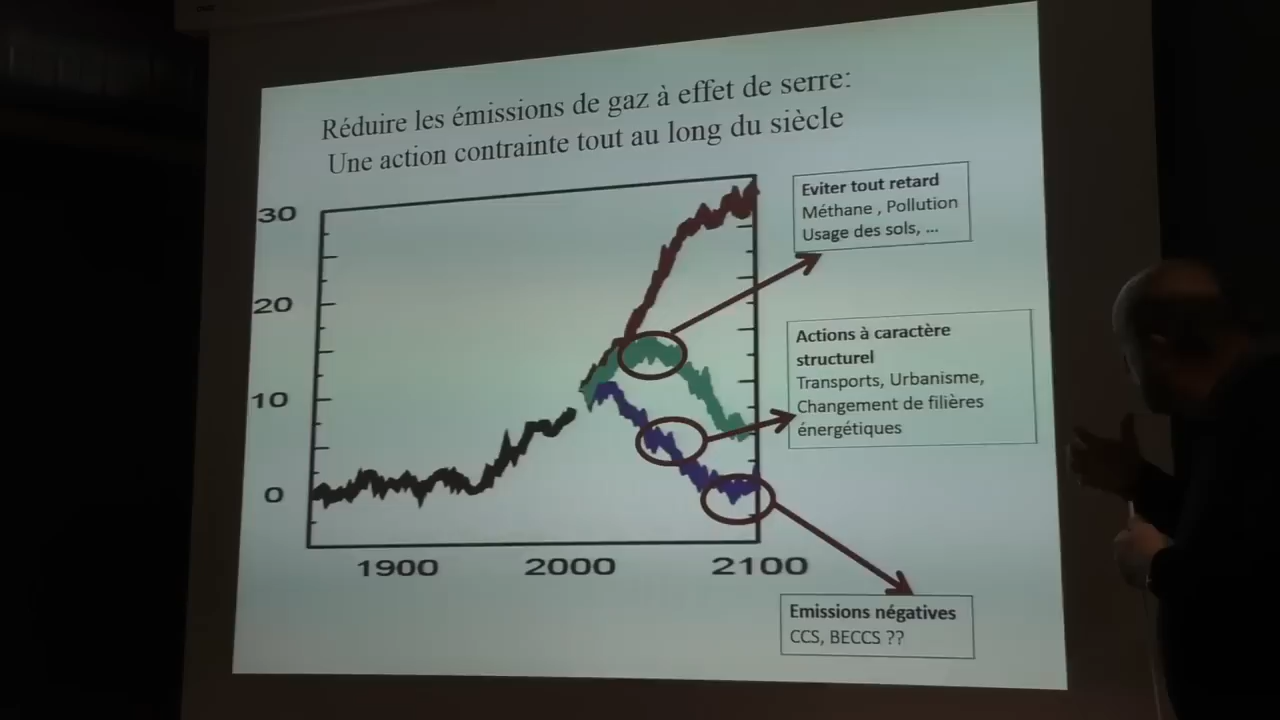 Réduire les émissions de gaz à effet de serre:
Une action contrainte tout au long du siècle
30
20
10
0
1900 2000 2100
Eviter tout retard
Méthane , Pollution
Usage des sols, ...
Actions à caractère
structurel
Transports, Urbanisme,
Changement de filières
énergétiques
Emissions négatives
CCS, BECCS ??